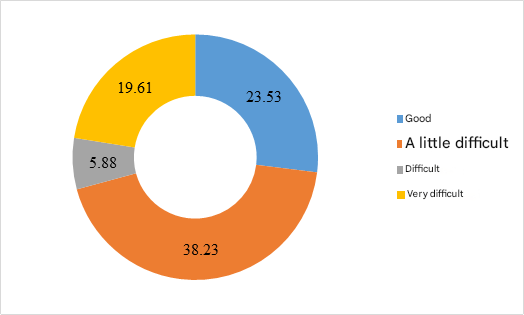 23.53
19.61
5.88
38.23
Good
A little difficult
Difficult
Very difficult